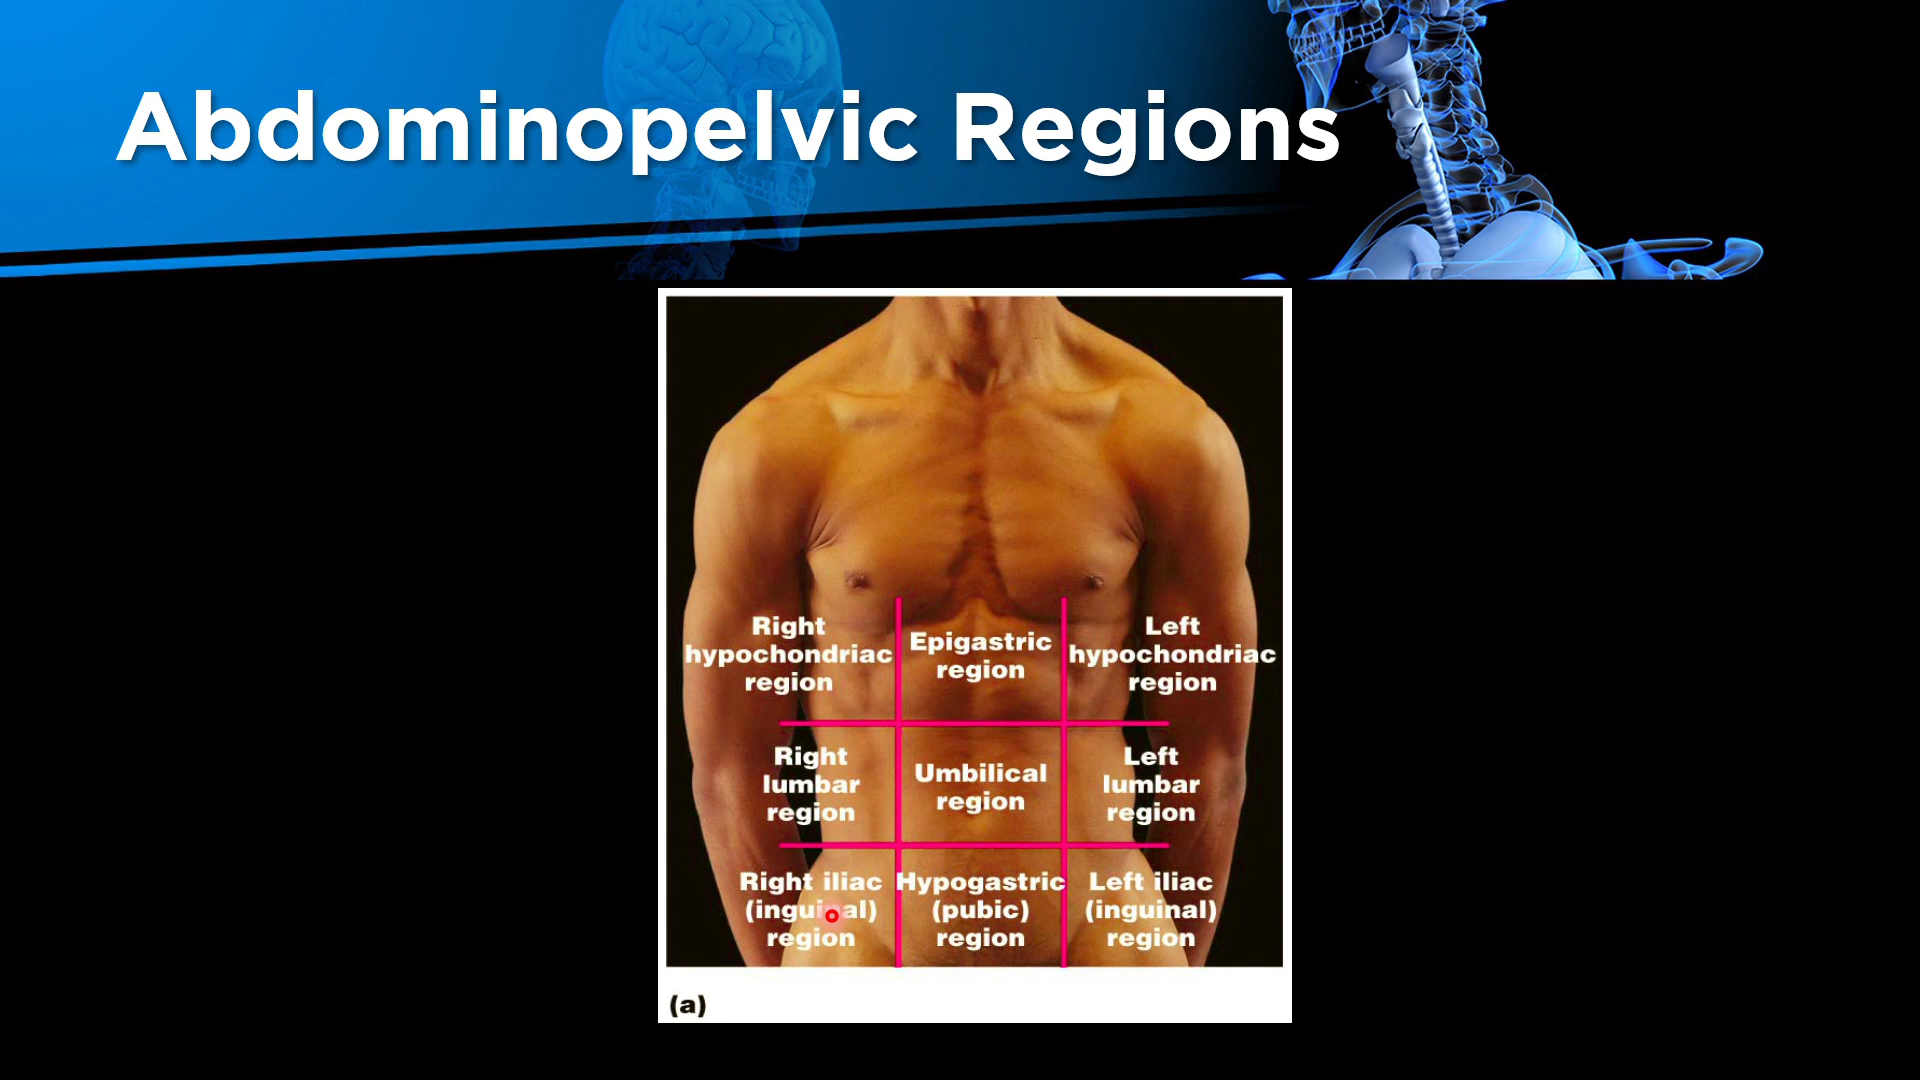 Abdominopelvic Regions
Right
hypochondriac
region
Epigastric
region
Left
hypochondriac
region
Right
lumbar
region
Umbilical
region
Left
lumbar
region
Right iliac
(inguinal)
region
Hypogastric
(pubic)
region
Left iliac
(inguinal)
region
(a)